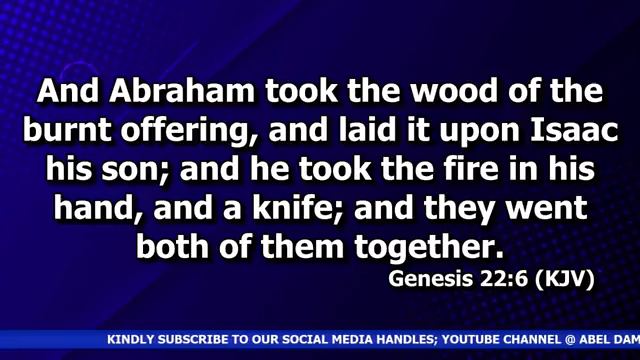 And Abraham took the wood of the
burnt offering, and laid it upon Isaac
his son; and he took the fire in his
hand, and a knife; and they went
both of them together.
Genesis 22:6 (KJV)
KINDLY SUBSCRIBE TO OUR SOCIAL MEDIA HANDLES; YOUTUBE CHANNEL @ ABEL DAM